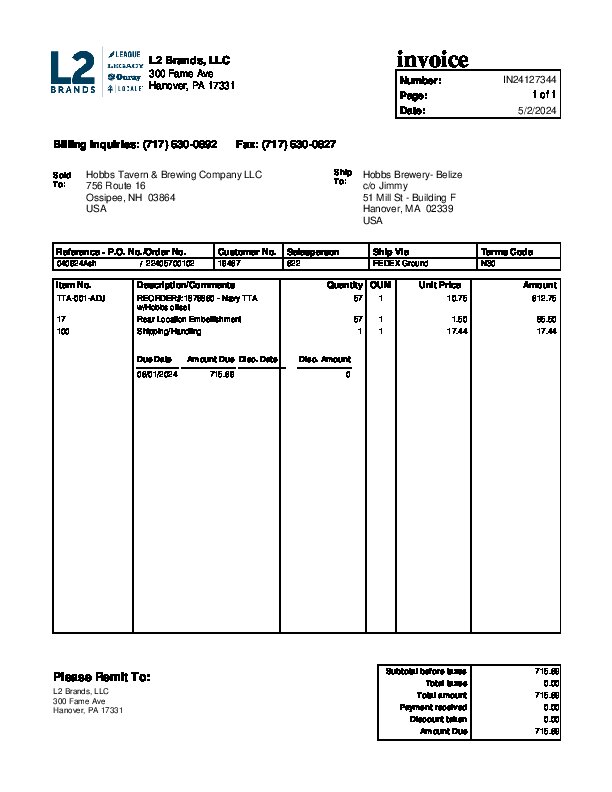 L2 BRANDS
LEAGUE
LEGACY
Ouray
LOCALE
L2 Brands, LLC
300 Fame Ave
Hanover, PA 17331
invoice
Number: IN24127344
Page: 1 of 1
Date: 5/2/2024
Billing Inquiries: (717) 630-0892 Fax: (717) 630-0827
Sold To: Hobbs Tavern & Brewing Company LLC
756 Route 16
Ossipee, NH 03864
USA
Ship To: Hobbs Brewery- Belize
c/o Jimmy
51 Mill St - Building F
Hanover, MA 02339
USA
Reference - P.O. No./Order No. Customer No. Salesperson Ship Via Terms Code
040824Ash / 22405700102 622 FEDEX Ground N30
Item No. Description/Comments Quantity OUM Unit Price Amount
TTA-001-ADJ REORDER#: - Navy TTA 57 1 10.75 612.75
w/Hobbs offset
17 Rear Location Embellishment 57 1 1.50 85.50
100 Shipping/Handling 1 1 17.44 17.44
Due Date Amount Due Disc. Date Disc. Amount
06/01/2024 715.69 0
Please Remit To:
L2 Brands, LLC
300 Fame Ave
Hanover, PA 17331
Subtotal before taxes 715.69
Total taxes 0.00
Total amount 715.69
Payment received 0.00
Discount taken 0.00
Amount Due 715.69